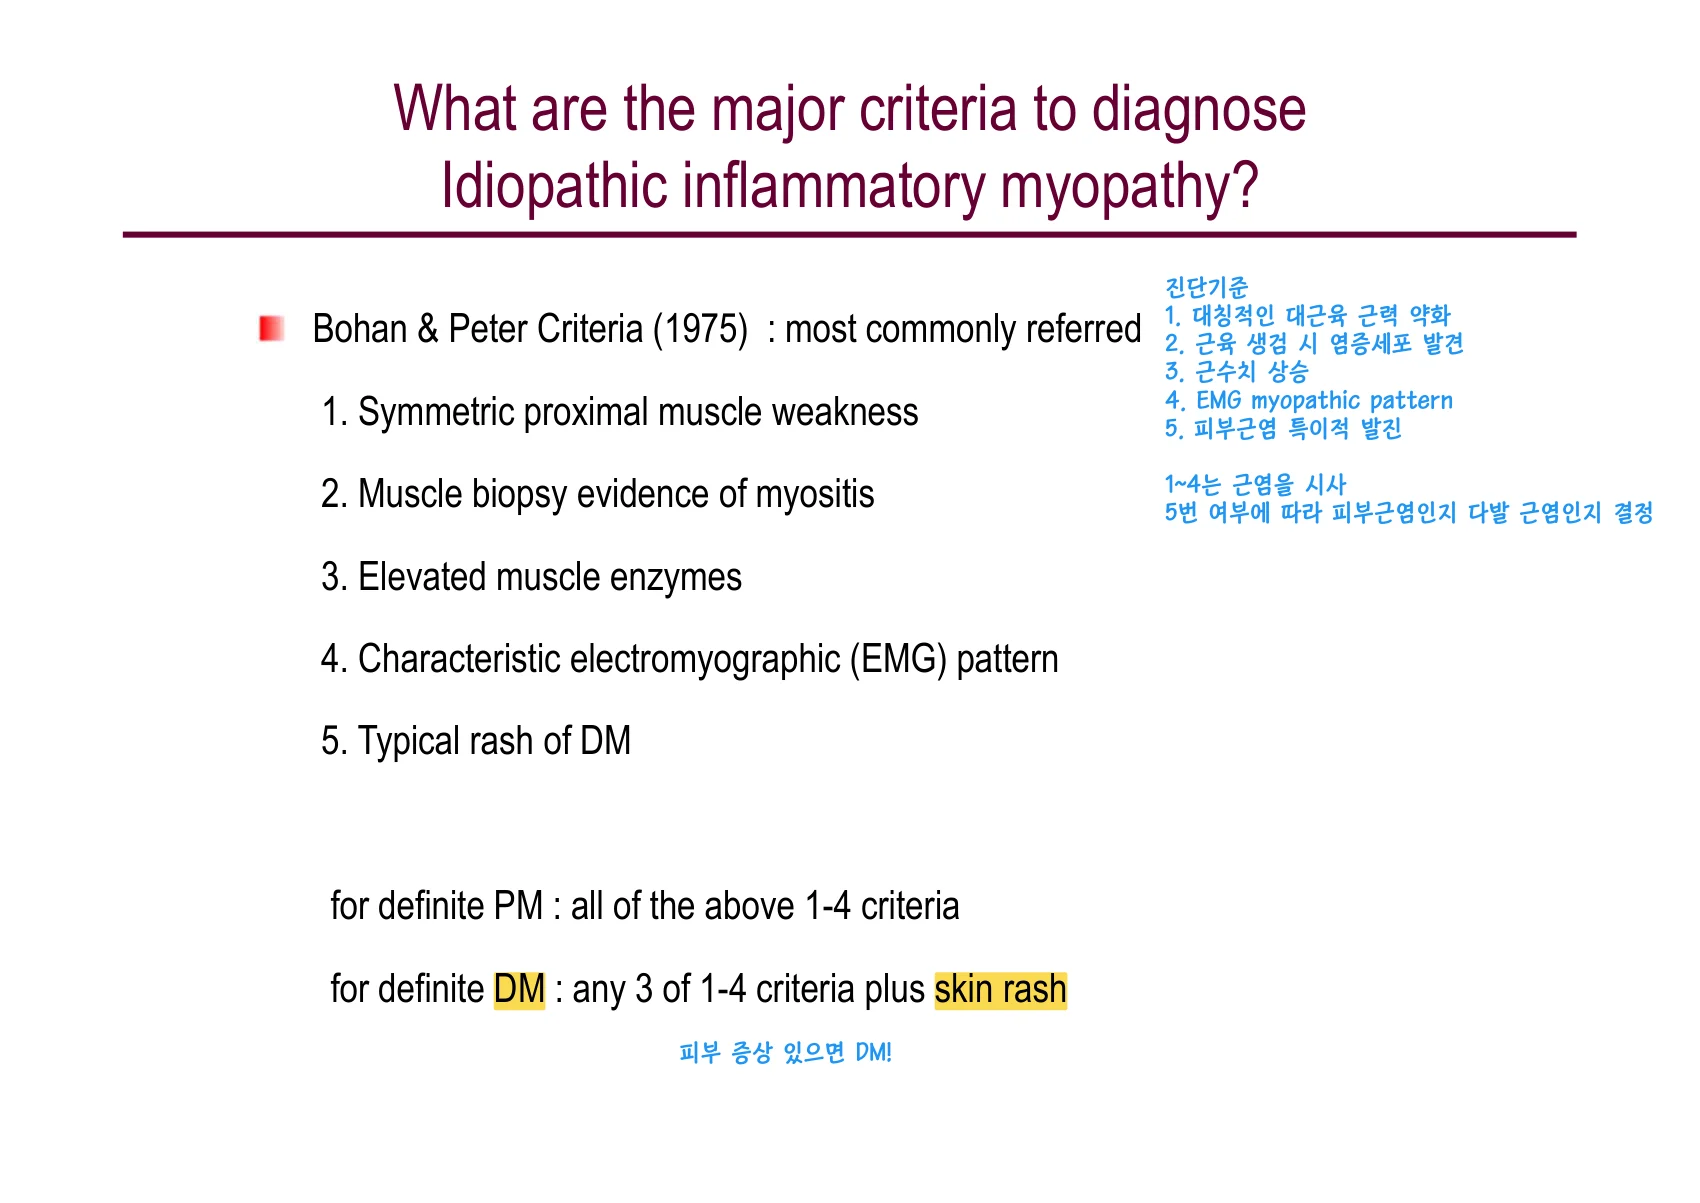 What are the major criteria to diagnose
Idiopathic inflammatory myopathy?
Bohan & Peter Criteria (1975) : most commonly referred
1. Symmetric proximal muscle weakness
2. Muscle biopsy evidence of myositis
3. Elevated muscle enzymes
4. Characteristic electromyographic (EMG) pattern
5. Typical rash of DM
진단기준
1. 대칭적인 대근육 근력 약화
2. 근육 생검 시 염증세포 발견
3. 근수치 상승
4. EMG myopathic pattern
5. 피부근염 특이적 발진
1~4는 근염을 시사
5번 여부에 따라 피부근염인지 다발 근염인지 결정
for definite PM : all of the above 1-4 criteria
for definite DM : any 3 of 1-4 criteria plus skin rash
피부 증상 있으면 DM!